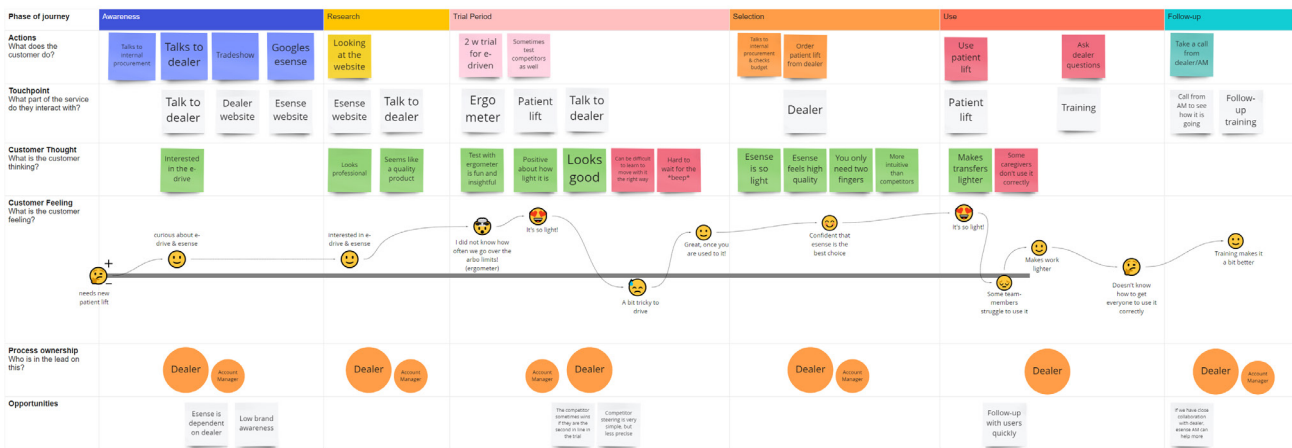 Phase of journey
Awareness
Research
Trial Period
Selection
Use
Follow-up
Actions
What does the
customer do?
Talks to
internal
procurement
Talks to
dealer
Tradeshow
Googles
esense
Looking
at the
website
2 w trial
for e-
driven
Sometimes
test
competitors
as well
Talks to
internal
procurement
& checks
budget
Order
patient lift
from dealer
Use
patient
lift
Ask
dealer
questions
Take a call
from
dealer/AM
Touchpoint
What part of the service
do they interact with?
Talk to
dealer
Dealer
website
Esense
website
Esense
website
Talk to
dealer
Ergo
meter
Patient
lift
Talk to
dealer
Dealer
Patient
lift
Training
Call from
AM to see
how it is
going
Follow-
up
training
Customer Thought
What is the customer
thinking?
Interested
in the e-
drive
Looks
professional
Seems like
a quality
product
Test with
ergometer
is fun and
insightful
Positive
about how
light it is
Looks
good
Can be difficult
to learn to
move with it
the right way
Hard to
wait for the
*beep*
Esense
is so
light
Esense
feels high
quality
You only
need two
fingers
More
intuitive
than
competitors
Makes
transfers
lighter
Some
caregivers
don't use it
correctly
Customer Feeling
What is the customer
feeling?
needs new
patient lift
curious about e-
drive & esense
interested in e-
drive & esense
I did not know how
often we go over the
arbo limits!
(ergometer)
It's so light!
A bit tricky to
drive
Great, once you
are used to it!
Confident that
esense is the
best choice
It's so light!
Some team-
members
struggle to use it
Makes work
lighter
Doesn't know
how to get
everyone to use it
correctly
Training makes it
a bit better
Process ownership
Who is in the lead on
this?
Dealer
Account
Manager
Dealer
Account
Manager
Account
Manager
Dealer
Dealer
Account
Manager
Dealer
Dealer
Account
Manager
Opportunities
Esense is
dependent
on dealer
Low brand
awareness
The competitor
sometimes wins
if they are the
second in line in
the trial
Competitor
steering is very
simple, but
less precise
Follow-up
with users
quickly
If we have close
collaboration
with dealer,
esense AM can
help more